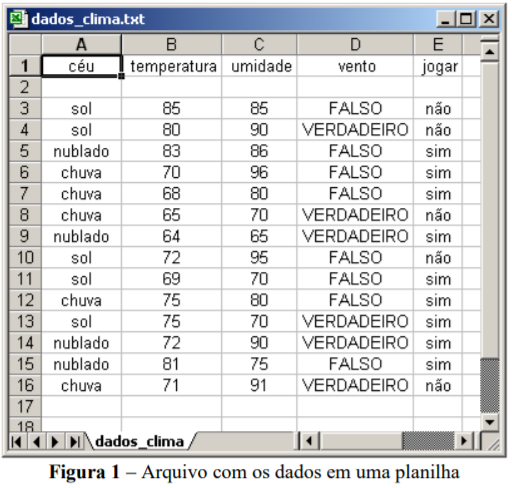 dados_clima.txt
A B C D E
1 céu temperatura umidade vento jogar
2
3 sol 85 85 FALSO não
4 sol 80 90 VERDADEIRO não
5 nublado 83 86 FALSO sim
6 chuva 70 96 FALSO sim
7 chuva 68 80 FALSO sim
8 chuva 65 70 VERDADEIRO não
9 nublado 64 65 VERDADEIRO sim
10 sol 72 95 FALSO não
11 sol 69 70 FALSO sim
12 chuva 75 80 FALSO sim
13 sol 75 70 VERDADEIRO sim
14 nublado 72 90 VERDADEIRO sim
15 nublado 81 75 FALSO sim
16 chuva 71 91 VERDADEIRO não
17
18
dados_clima
Figura 1 – Arquivo com os dados em uma planilha